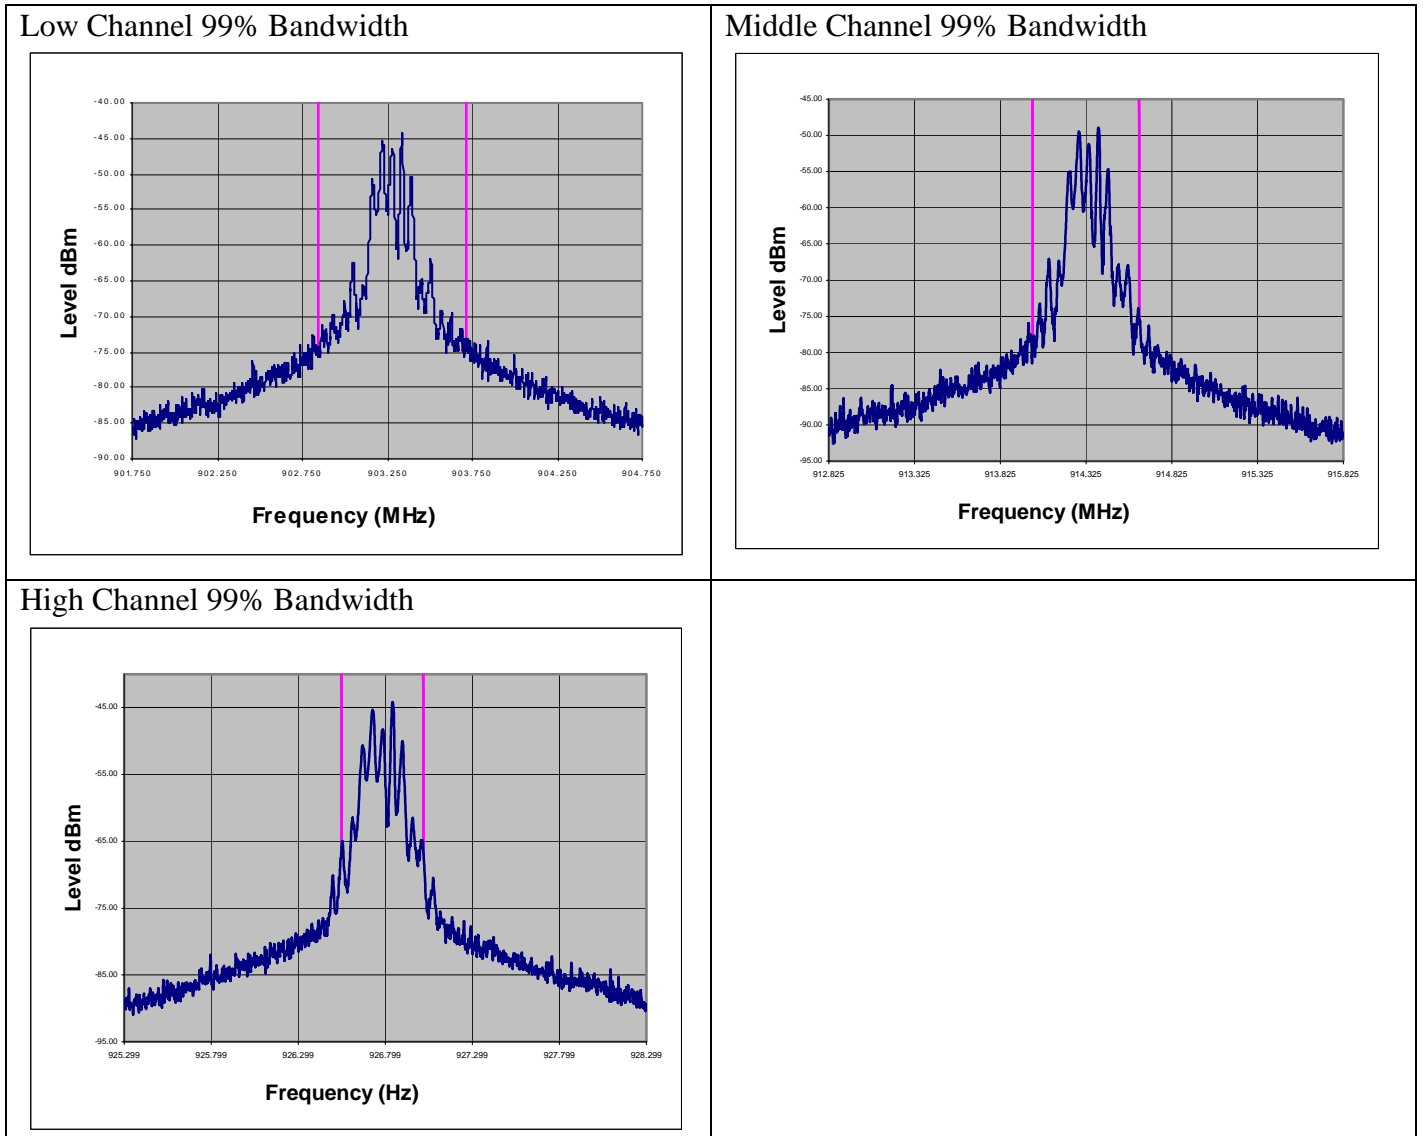 Low Channel 99% Bandwidth
Level dBm
-40.00
-45.00
-50.00
-55.00
-60.00
-65.00
-70.00
-75.00
-80.00
-85.00
-90.00
901.750 902.250 902.750 903.250 903.750 904.250 904.750
Frequency (MHz)
Middle Channel 99% Bandwidth
Level dBm
-45.00
-50.00
-55.00
-60.00
-65.00
-70.00
-75.00
-80.00
-85.00
-90.00
-95.00
912.825 913.325 913.825 914.325 914.825 915.325 915.825
Frequency (MHz)
High Channel 99% Bandwidth
Level dBm
-45.00
-55.00
-65.00
-75.00
-85.00
-95.00
925.299 925.799 926.299 926.799 927.299 927.799 928.299
Frequency (Hz)